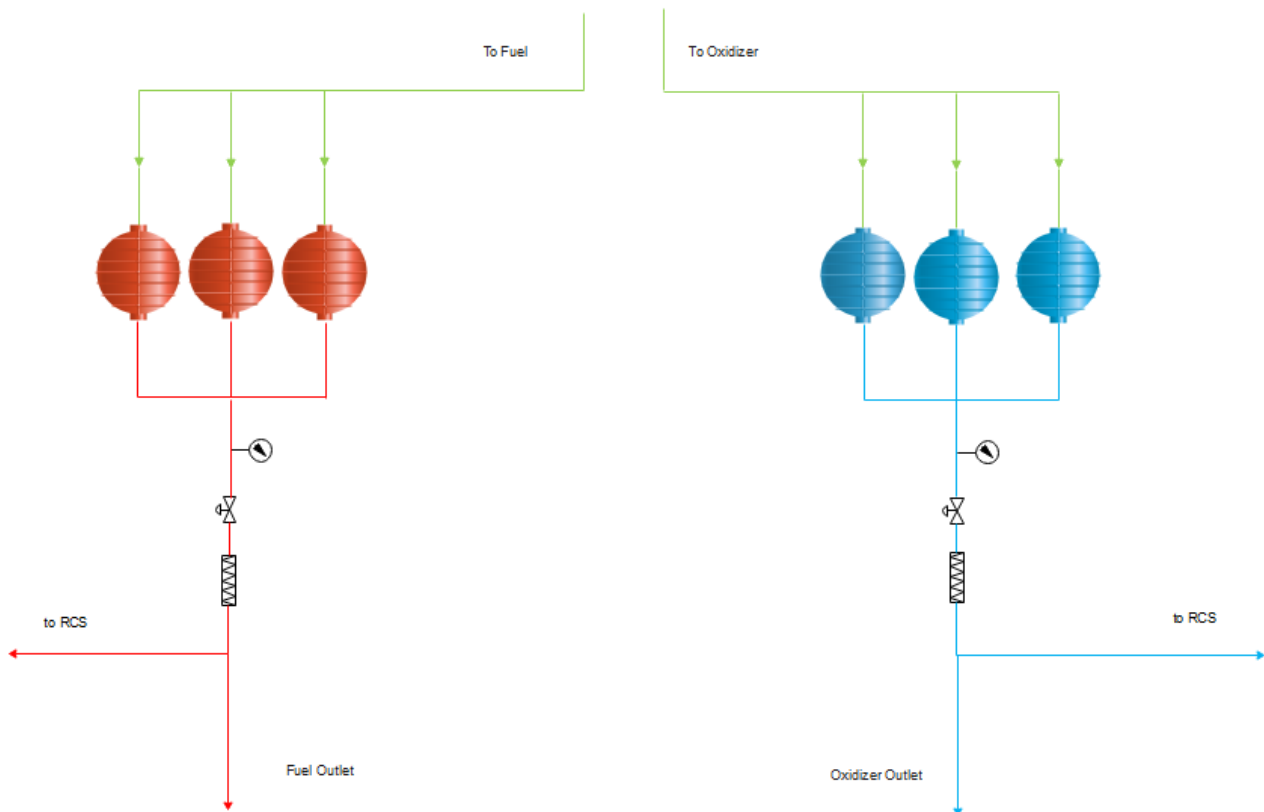 To Fuel
To Oxidizer
to RCS
to RCS
Fuel Outlet
Oxidizer Outlet